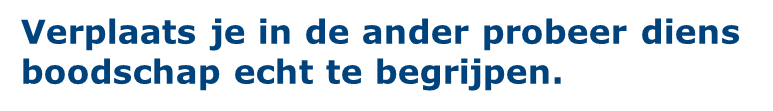 Verplaats je in de ander probeer diens
boodschap echt te begrijpen.